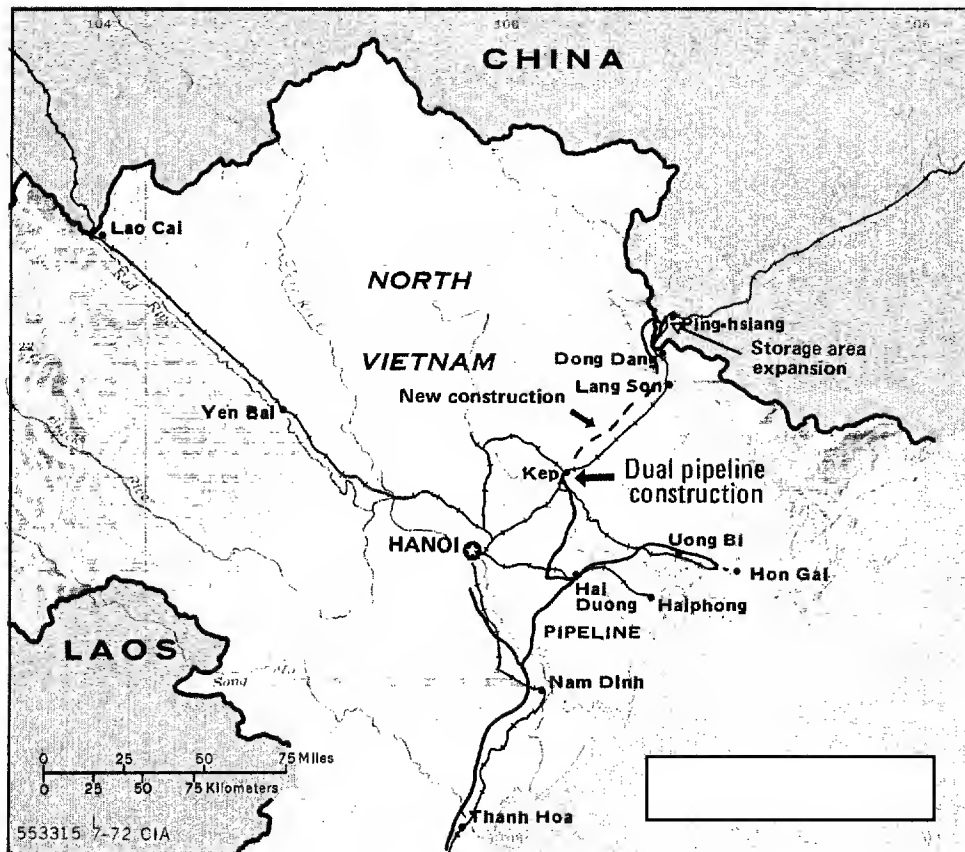 104
106
CHINA
Lao Cai
Red River
NORTH
VIETNAM
22
Ping-hsiang
Storage area
expansion
Dong Dang
Lang Son
New construction
Yen Bai
Kep
Dual pipeline
construction
HANOI
Uong Bi
Hon Gai
Hai
Duong
Haiphong
PIPELINE
LAOS
Song
Nam Dinh
0 25 50 75 Miles
0 25 50 75 Kilometers
Thanh Hoa
553315 7-72 CIA